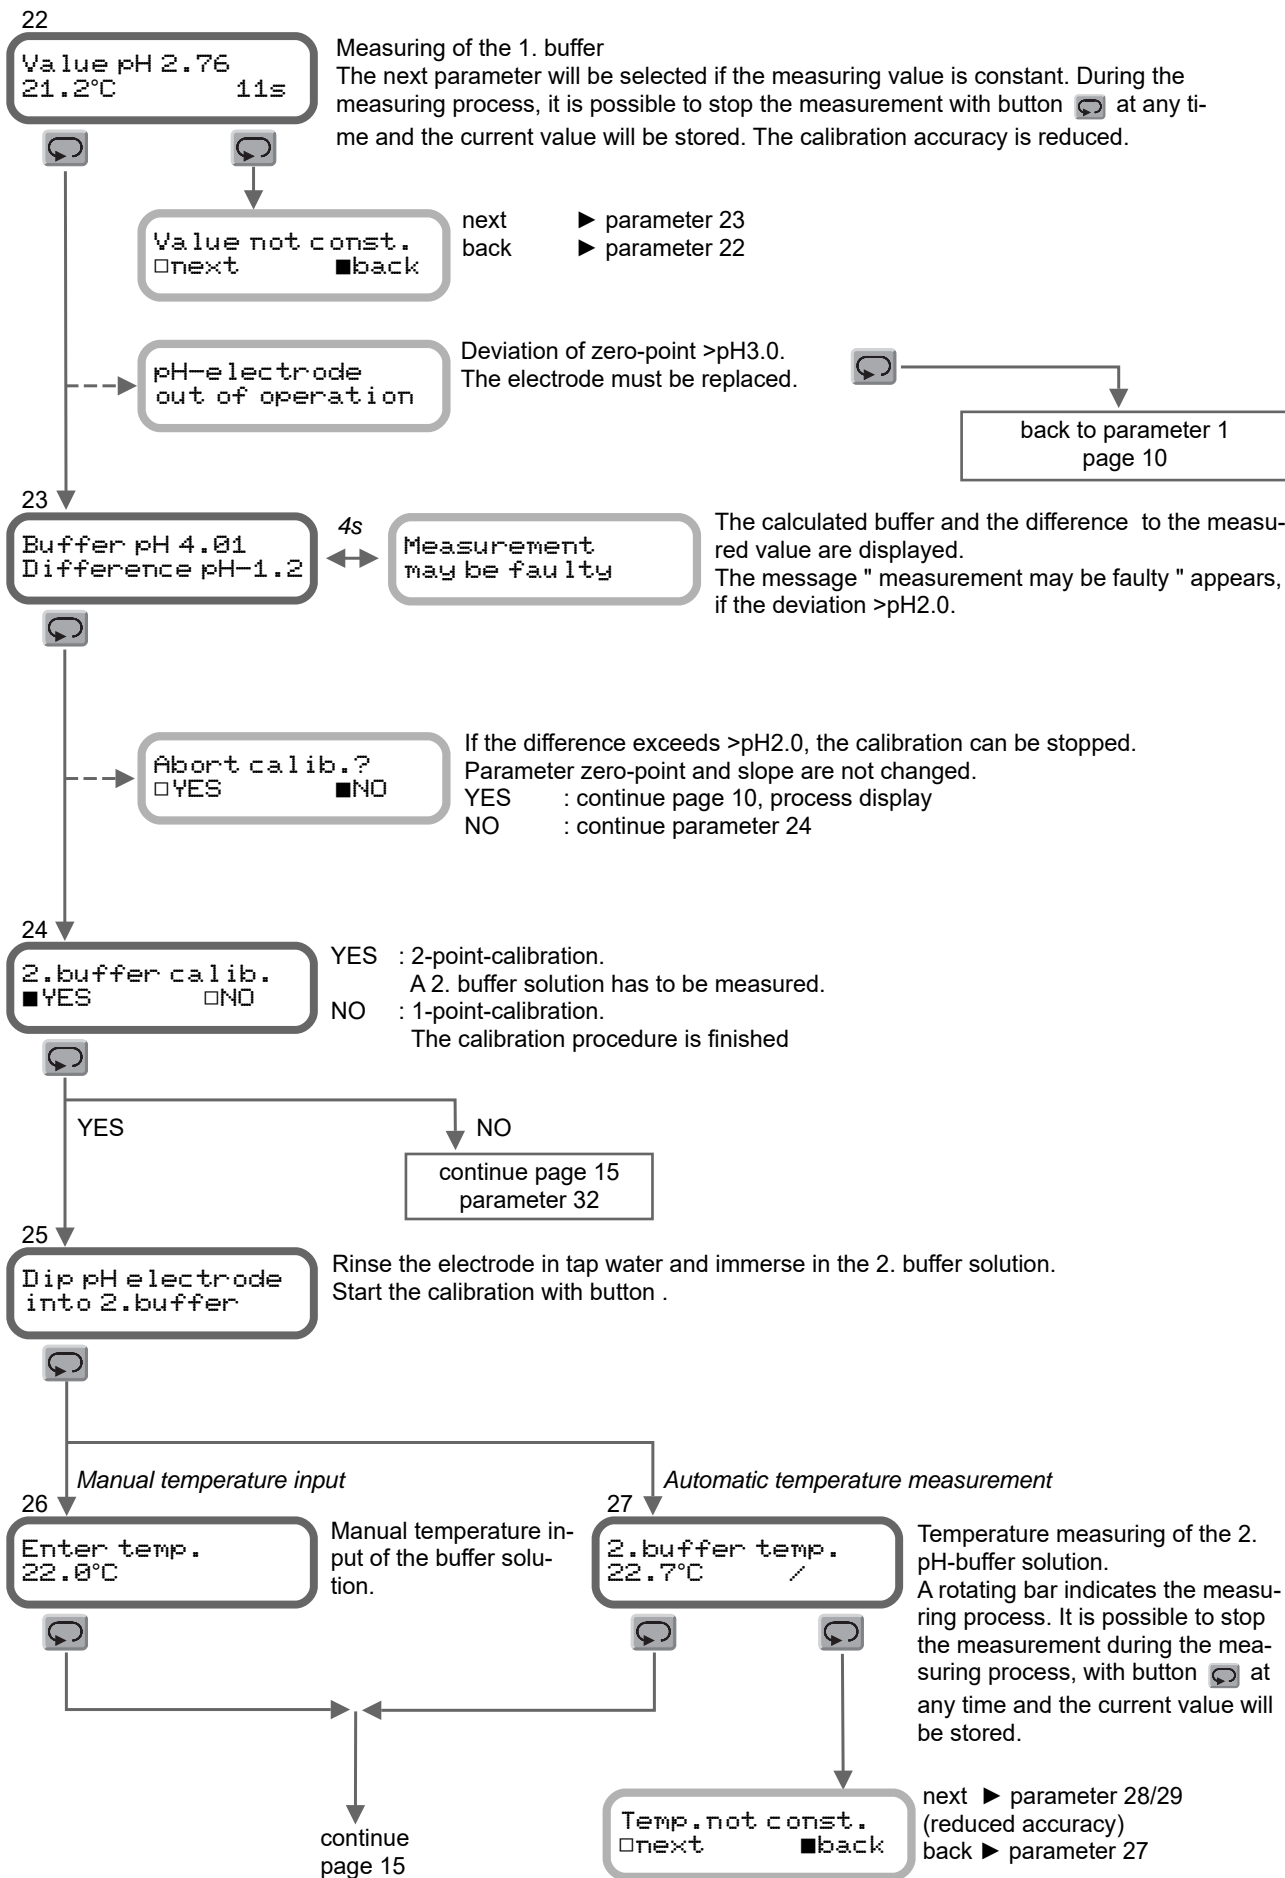 22
Value pH 2.76
21.2°C 11s
Measuring of the 1. buffer
The next parameter will be selected if the measuring value is constant. During the
measuring process, it is possible to stop the measurement with button at any ti-
me and the current value will be stored. The calibration accuracy is reduced.
Value not const.
□next ■back
next ► parameter 23
back ► parameter 22
pH-electrode
out of operation
Deviation of zero-point >pH3.0.
The electrode must be replaced.
back to parameter 1
page 10
23
Buffer pH 4.01
Difference pH-1.2
4s
Measurement
may be faulty
The calculated buffer and the difference to the measu-
red value are displayed.
The message " measurement may be faulty " appears,
if the deviation >pH2.0.
Abort calib.?
□YES ■NO
If the difference exceeds >pH2.0, the calibration can be stopped.
Parameter zero-point and slope are not changed.
YES : continue page 10, process display
NO : continue parameter 24
24
2.buffer calib.
■YES □NO
YES : 2-point-calibration.
A 2. buffer solution has to be measured.
NO : 1-point-calibration.
The calibration procedure is finished
YES
NO
continue page 15
parameter 32
25
Dip pH electrode
into 2.buffer
Rinse the electrode in tap water and immerse in the 2. buffer solution.
Start the calibration with button .
Manual temperature input
26
Enter temp.
22.0°C
Manual temperature in-
put of the buffer solu-
tion.
Automatic temperature measurement
27
2.buffer temp.
22.7°C /
Temperature measuring of the 2.
pH-buffer solution.
A rotating bar indicates the measu-
ring process. It is possible to stop
the measurement during the mea-
suring process, with button at
any time and the current value will
be stored.
continue
page 15
Temp.not const.
□next ■back
next ► parameter 28/29
(reduced accuracy)
back ► parameter 27